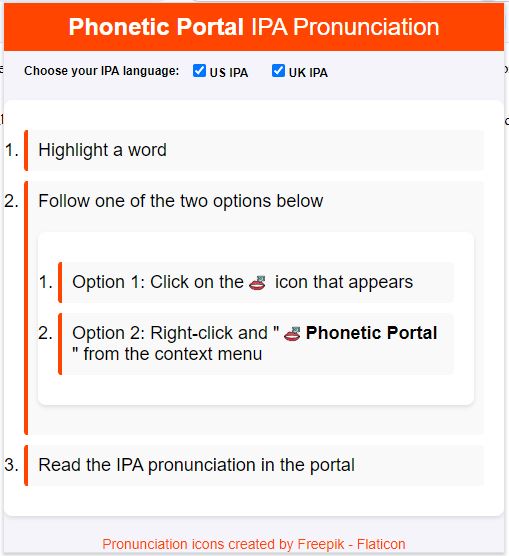 Phonetic Portal IPA Pronunciation
Choose your IPA language: US IPA UK IPA
1. Highlight a word
2. Follow one of the two options below
1. Option 1: Click on the icon that appears
2. Option 2: Right-click and " Phonetic Portal
" from the context menu
3. Read the IPA pronunciation in the portal
Pronunciation icons created by Freepik - Flaticon